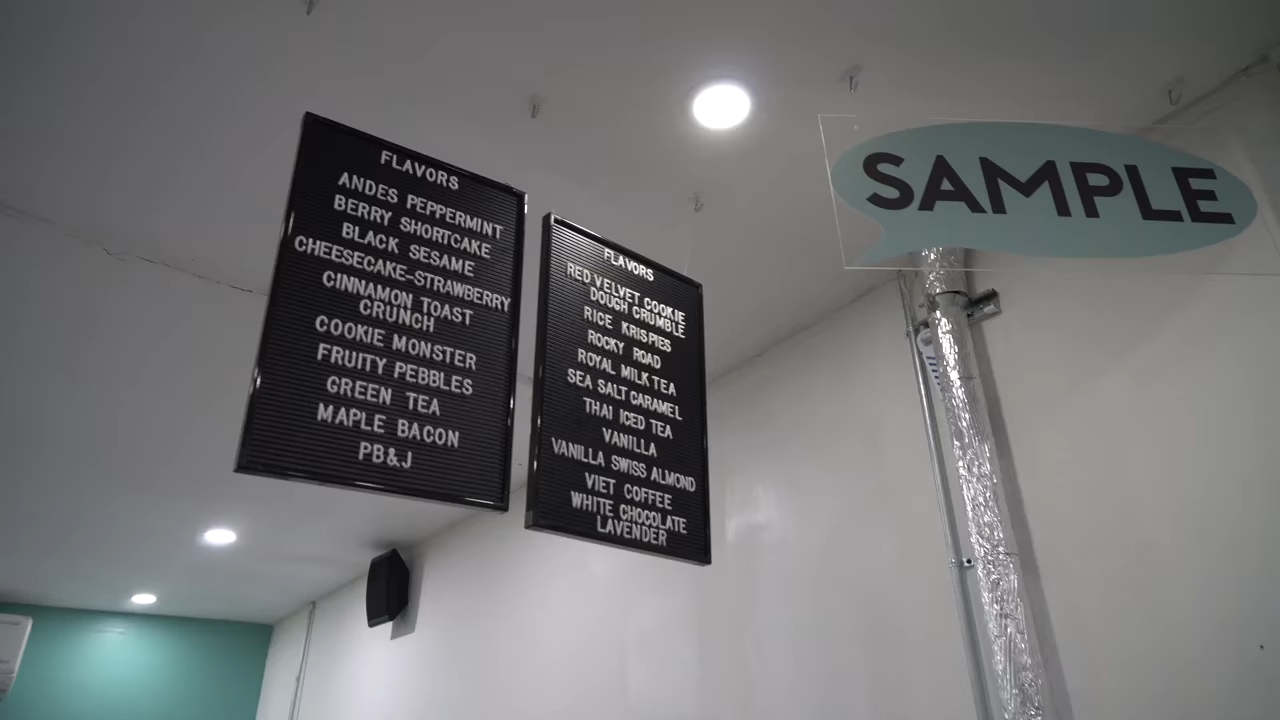 FLAVORS
ANDES PEPPERMINT
BERRY SHORTCAKE
BLACK SESAME
CHEESECAKE-STRAWBERRY
CINNAMON TOAST
CRUNCH
COOKIE MONSTER
FRUITY PEBBLES
GREEN TEA
MAPLE BACON
PB&J
FLAVORS
RED VELVET COOKIE
DOUGH CRUMBLE
RICE KRISPIES
ROCKY ROAD
ROYAL MILK TEA
SEA SALT CARAMEL
THAI ICED TEA
VANILLA
VANILLA SWISS ALMOND
VIET COFFEE
WHITE CHOCOLATE
LAVENDER
SAMPLE